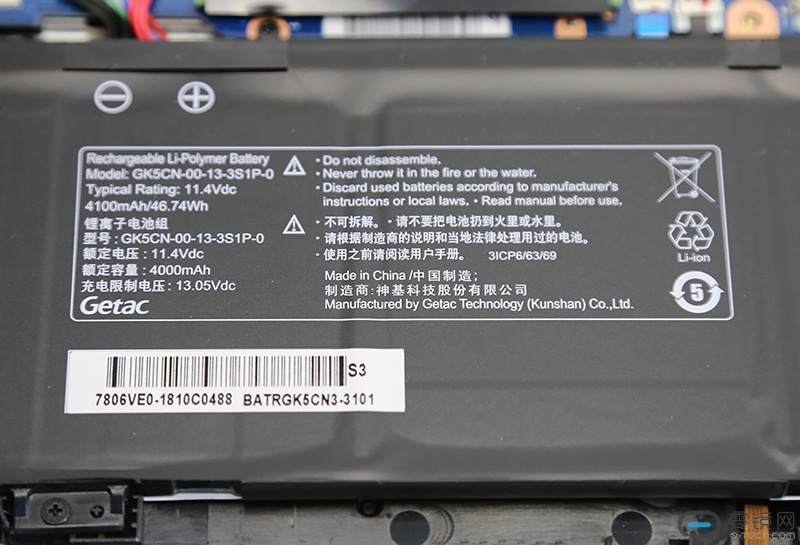 Rechargeable Li-Polymer Battery
Model: GK5CN-00-13-3S1P-0
Typical Rating: 11.4Vdc
4100mAh/46.74Wh
锂离子电池组
型号: GK5CN-00-13-3S1P-0
额定电压: 11.4Vdc
额定容量: 4000mAh
充电限制电压: 13.05Vdc
Getac
· Do not disassemble.
· Never throw it in the fire or the water.
· Discard used batteries according to manufacturer's
instructions or local laws. · Read manual before use.
· 不可拆解。· 请不要把电池扔到火里或水里。
· 请根据制造商的说明和当地法律处理用过的电池。
· 使用之前请阅读用户手册。 3ICP6/63/69
Made in China /中国制造;
制造商: 神基科技股份有限公司
Manufactured by Getac Technology (Kunshan) Co.,Ltd.
Li-ion
5
S3
7806VE0-1810C0488 BATRGK5CN3-3101